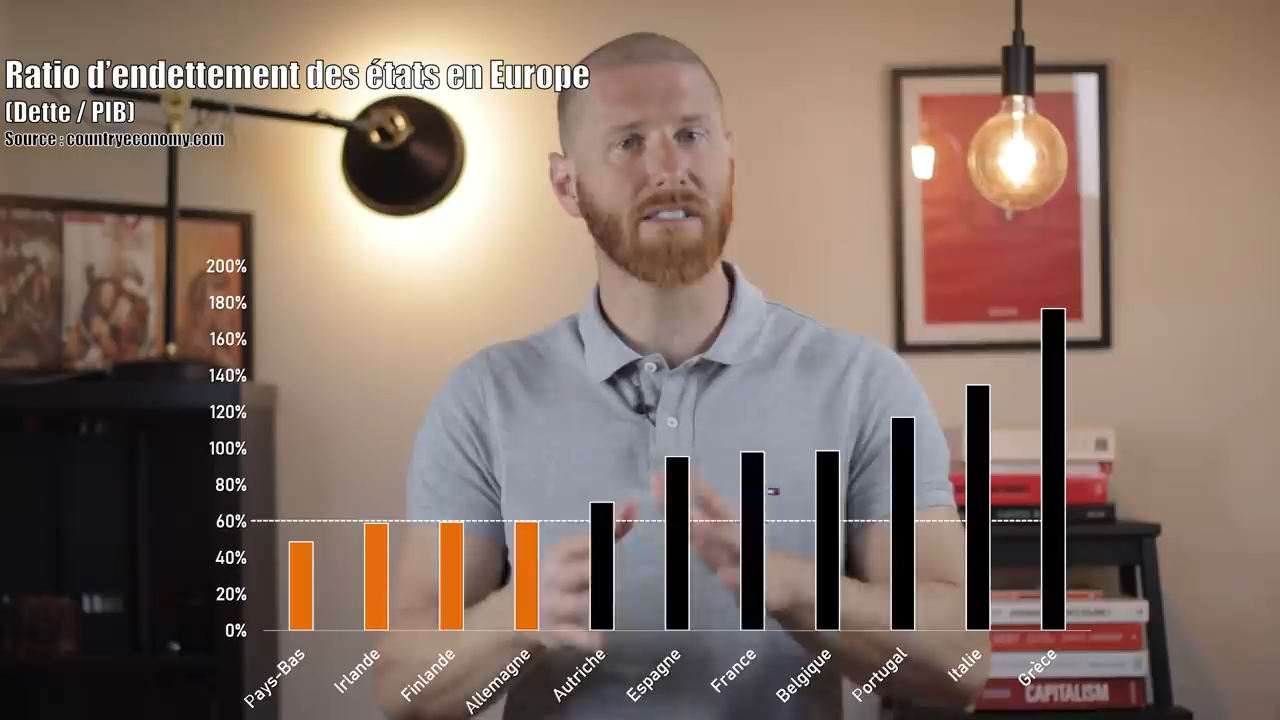 Ratio d’endettement des états en Europe
(Dette / PIB)
Source : countryeconomy.com
200%
180%
160%
140%
120%
100%
80%
60%
40%
20%
0%
Pays-Bas
Irlande
Finlande
Allemagne
Autriche
Espagne
France
Belgique
Portugal
Italie
Grèce
CAPITALISM